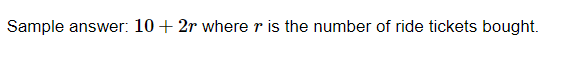 Sample answer: 10 + 2r where r is the number of ride tickets bought.